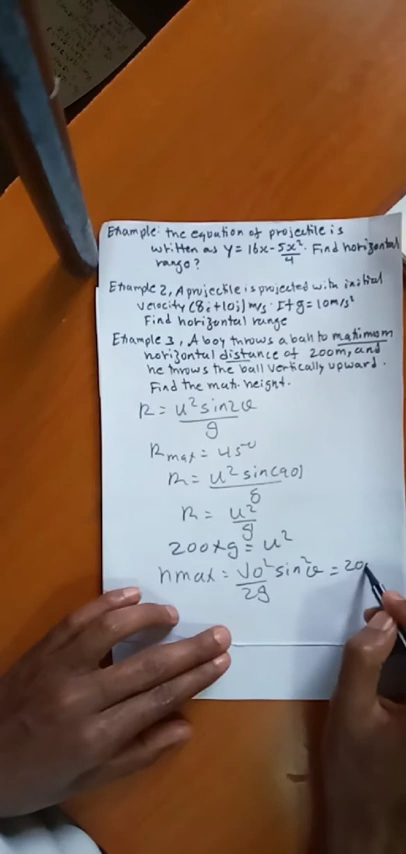 Example: the equation of projectile is
written as y = 16x - 5x²/4. Find horizontal
range?
Example 2, A projectile is projected with initial
velocity (8i + 10j) m/s. If g = 10m/s²
Find horizontal range
Example 3, A boy throws a ball to maximum
horizontal distance of 200m, and
he throws the ball vertically upward.
Find the max. height.
R = u² sin2θ / g
Rmax = 45°
R = u² sin(90) / g
R = u²/g
200 × g = u²
hmax = Vo² sin²θ / 2g = 20